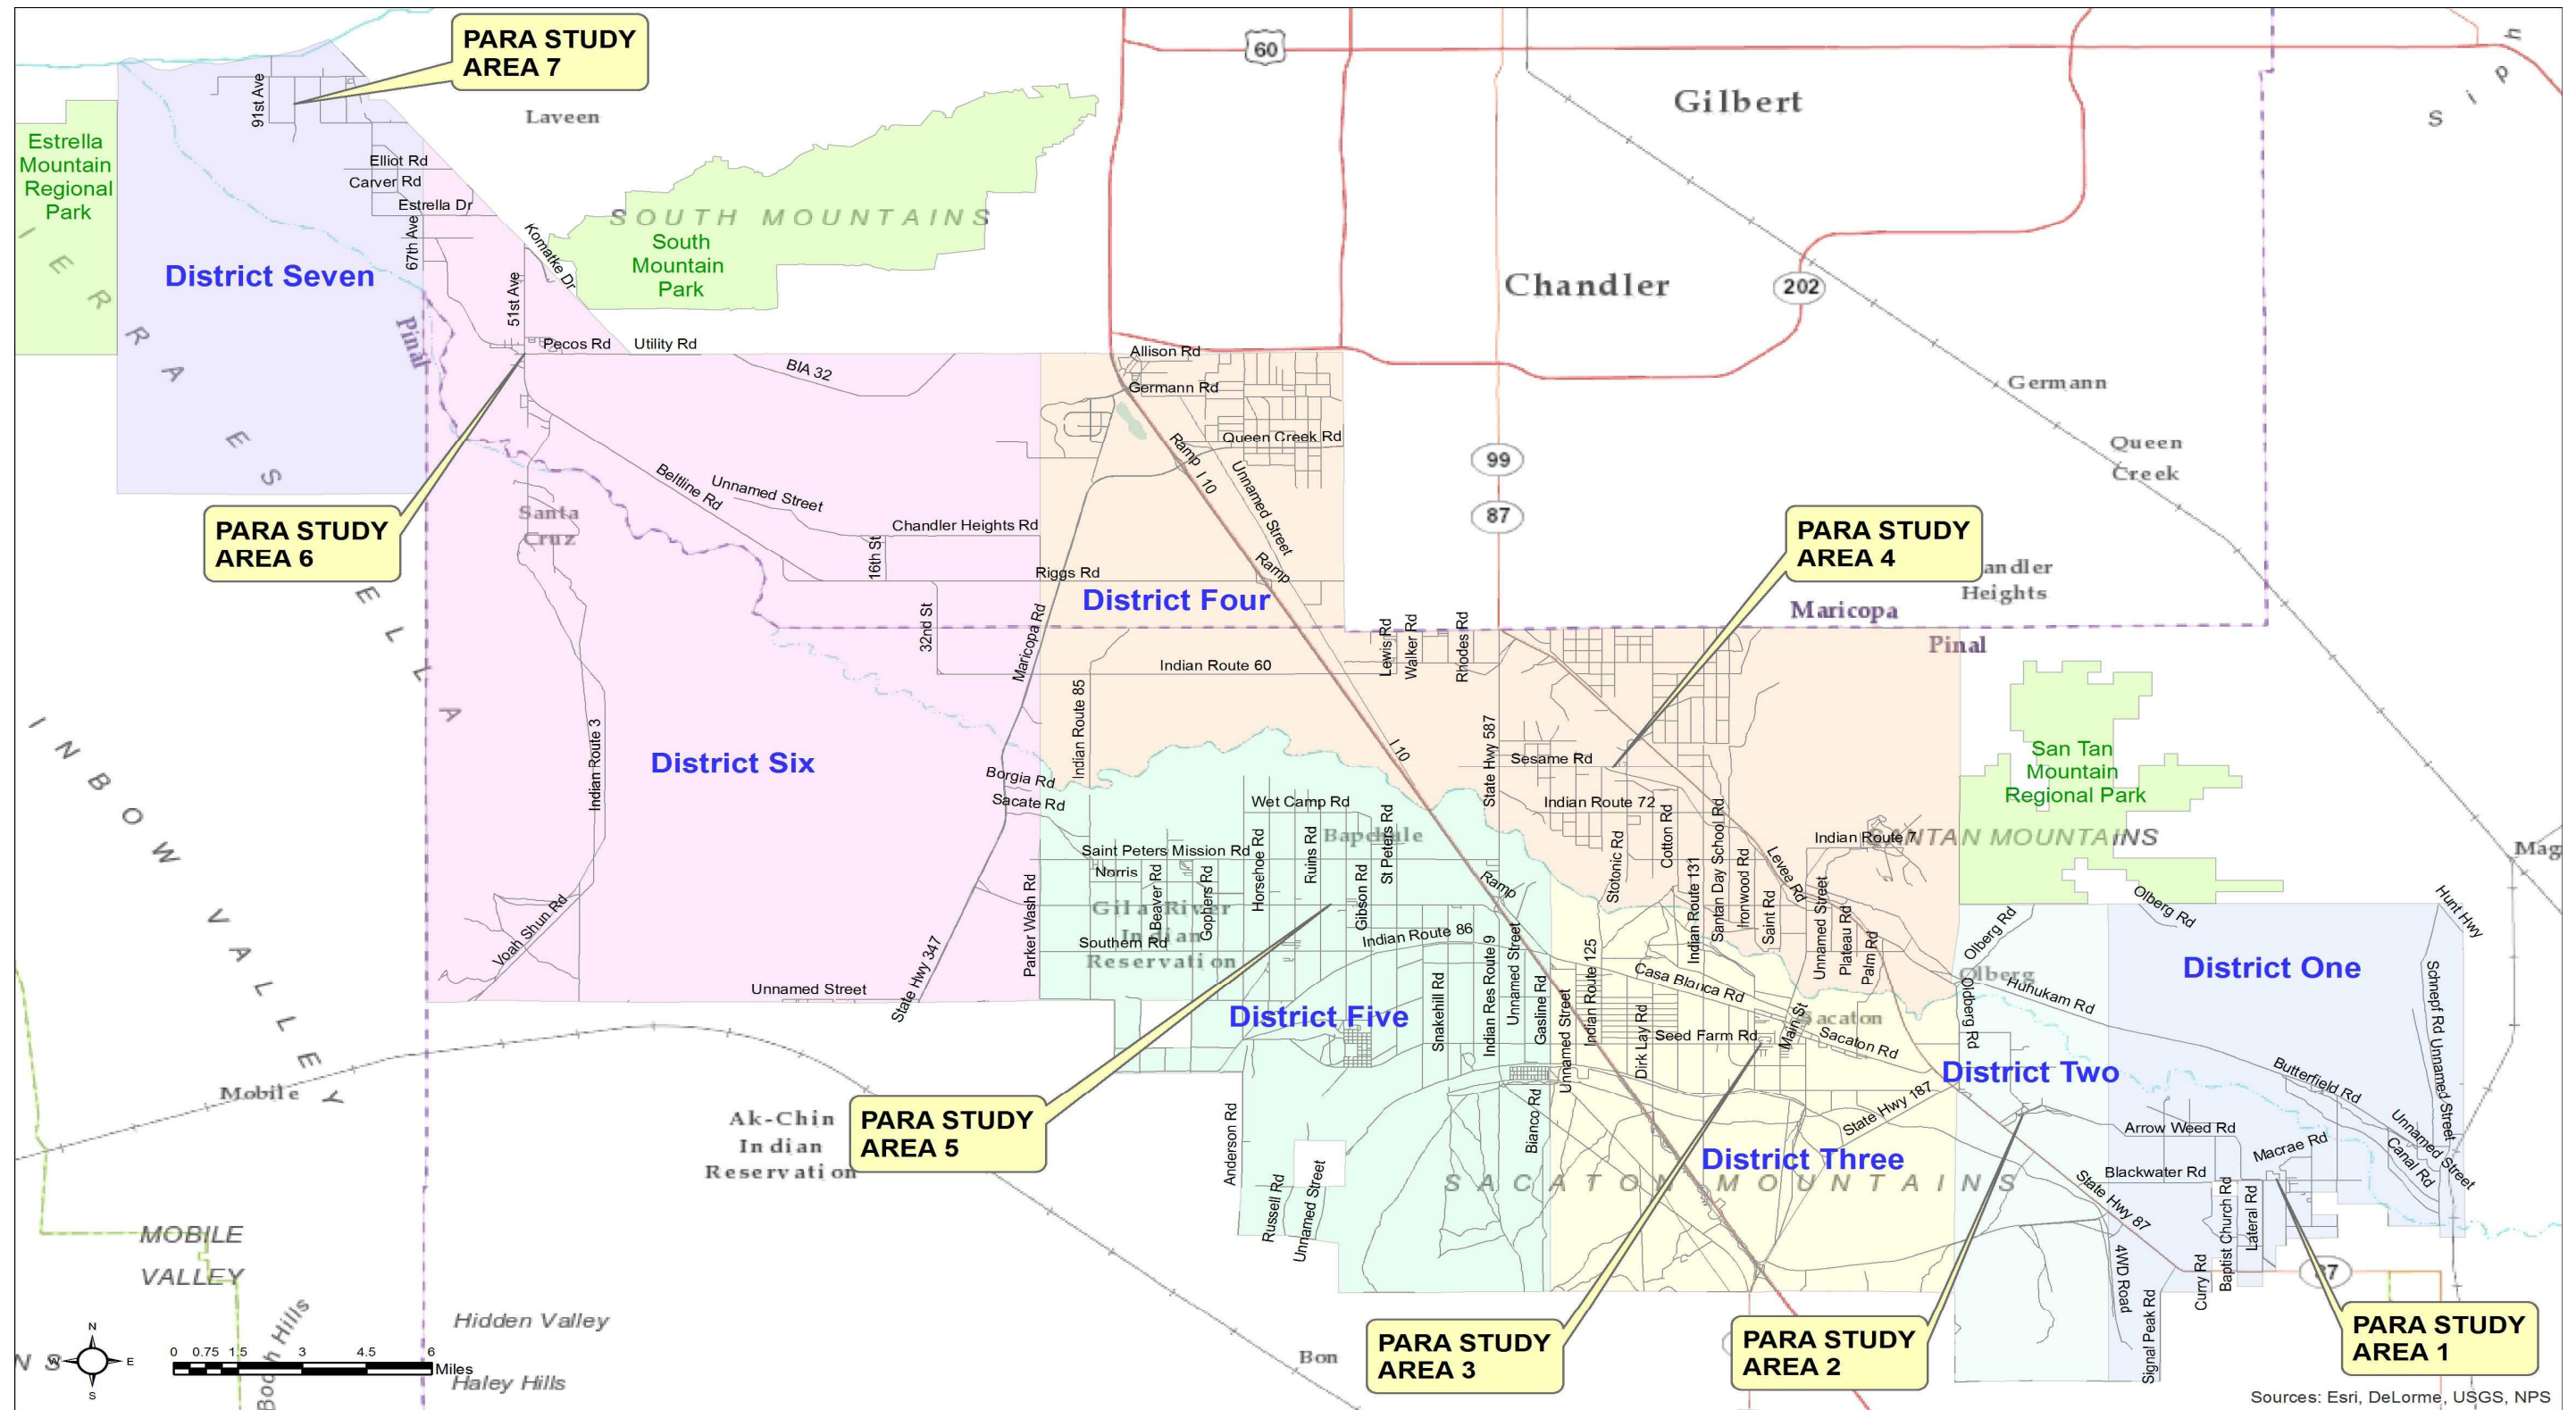 PARA STUDY
AREA 7
60
S i p h
Gilbert
91st Ave
Laveen
Estrella
Mountain
Regional
Park
Elliot Rd
Carver Rd
Estrella Dr
67th Ave
SOUTH MOUNTAINS
South
Mountain
Park
Komatke Dr
District Seven
51st Ave
Chandler
202
Pinal
Pecos Rd
Utility Rd
BIA 32
Allison Rd
Germann Rd
Germann
Queen Creek Rd
Queen
Creek
IERRA ESTRELLA
Ramp
I 10
Unnamed Street
99
87
Beltline Rd
Unnamed Street
Santa
Cruz
Chandler Heights Rd
16th St
PARA STUDY
AREA 6
PARA STUDY
AREA 4
andler
Heights
Ramp
Riggs Rd
District Four
Maricopa
Pinal
32nd St
Maricopa Rd
Lewis Rd
Walker Rd
Rhodes Rd
Indian Route 60
Indian Route 85
Indian Route 3
District Six
I 10
State Hwy 587
Sesame Rd
San Tan
Mountain
Regional Park
Borgia Rd
Sacate Rd
Wet Camp Rd
Indian Route 72
INBOW VALLEY
Bapchule
St Peters Rd
Ruins Rd
Horsehoe Rd
Saint Peters Mission Rd
Norris
Beaver Rd
Gophers Rd
Gibson Rd
Stotonic Rd
Cotton Rd
Indian Route 131
Santan Day School Rd
Ironwood Rd
Saint Rd
Levee Rd
Indian Route 7
SANTAN MOUNTAINS
Mag
Unnamed Street
Plateau Rd
Palm Rd
Ramp
Parker Wash Rd
Gila River
Indian
Reservation
Southern Rd
Indian Route 86
Voah Shun Rd
State Hwy 347
Unnamed Street
Snakehill Rd
Indian Res Route 9
Unnamed Street
Gasline Rd
Unnamed Street
Indian Route 125
Casa Blanca Rd
Dirk Lay Rd
Seed Farm Rd
Main St
Sacaton
Sacaton Rd
Olberg Rd
Olberg Rd
Hunt Hwy
Olberg
Oldberg Rd
Hunukam Rd
District One
Schnepf Rd
Unnamed Street
District Five
District Two
Butterfield Rd
Mobile
Ak-Chin
Indian
Reservation
PARA STUDY
AREA 5
Anderson Rd
Bianco Rd
State Hwy 187
Arrow Weed Rd
Macrae Rd
Unnamed Street
Canal Rd
District Three
SACATON MOUNTAINS
Blackwater Rd
Russell Rd
Unnamed Street
State Hwy 87
4WD Road
Signal Peak Rd
Curry Rd
Baptist Church Rd
Lateral Rd
87
MOBILE
VALLEY
Hidden Valley
Haley Hills
Hills
N S
N
W
E
S
0 0.75 1.5 3 4.5 6
Miles
Bon
PARA STUDY
AREA 3
PARA STUDY
AREA 2
PARA STUDY
AREA 1
Sources: Esri, DeLorme, USGS, NPS